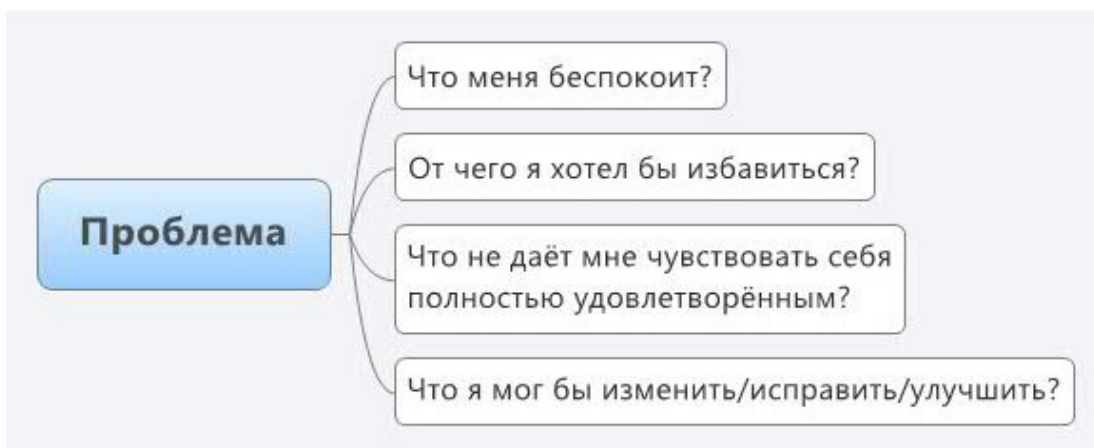 Проблема
Что меня беспокоит?
От чего я хотел бы избавиться?
Что не даёт мне чувствовать себя
полностью удовлетворённым?
Что я мог бы изменить/исправить/улучшить?